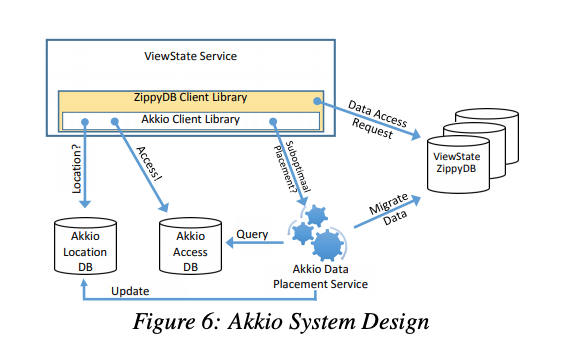 ViewState Service
ZippyDB Client Library
Akkio Client Library
Location?
Access!
Suboptimaal
Placement?
Data Access
Request
ViewState
ZippyDB
Migrate
Data
Akkio
Location
DB
Akkio
Access
DB
Query
Akkio Data
Placement Service
Update
Figure 6: Akkio System Design